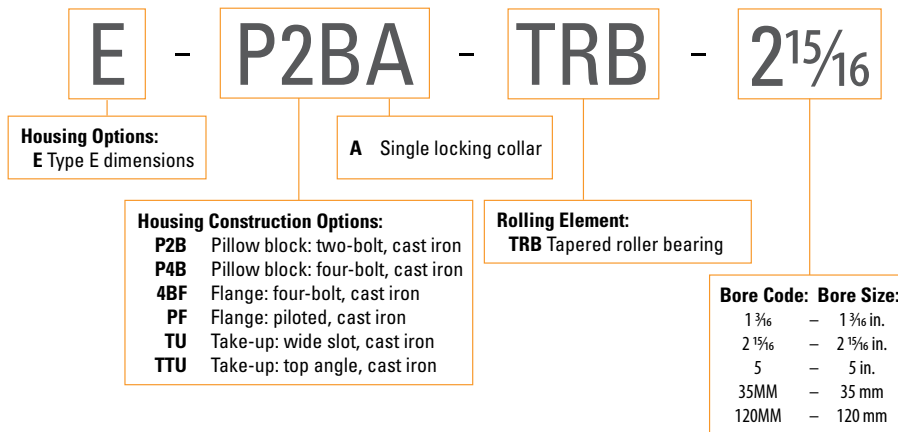 E - P2BA - TRB - 2 15/16
Housing Options:
E Type E dimensions
A Single locking collar
Housing Construction Options:
P2B Pillow block: two-bolt, cast iron
P4B Pillow block: four-bolt, cast iron
4BF Flange: four-bolt, cast iron
PF Flange: piloted, cast iron
TU Take-up: wide slot, cast iron
TTU Take-up: top angle, cast iron
Rolling Element:
TRB Tapered roller bearing
Bore Code: Bore Size:
1 3/16 – 1 3/16 in.
2 15/16 – 2 15/16 in.
5 – 5 in.
35MM – 35 mm
120MM – 120 mm